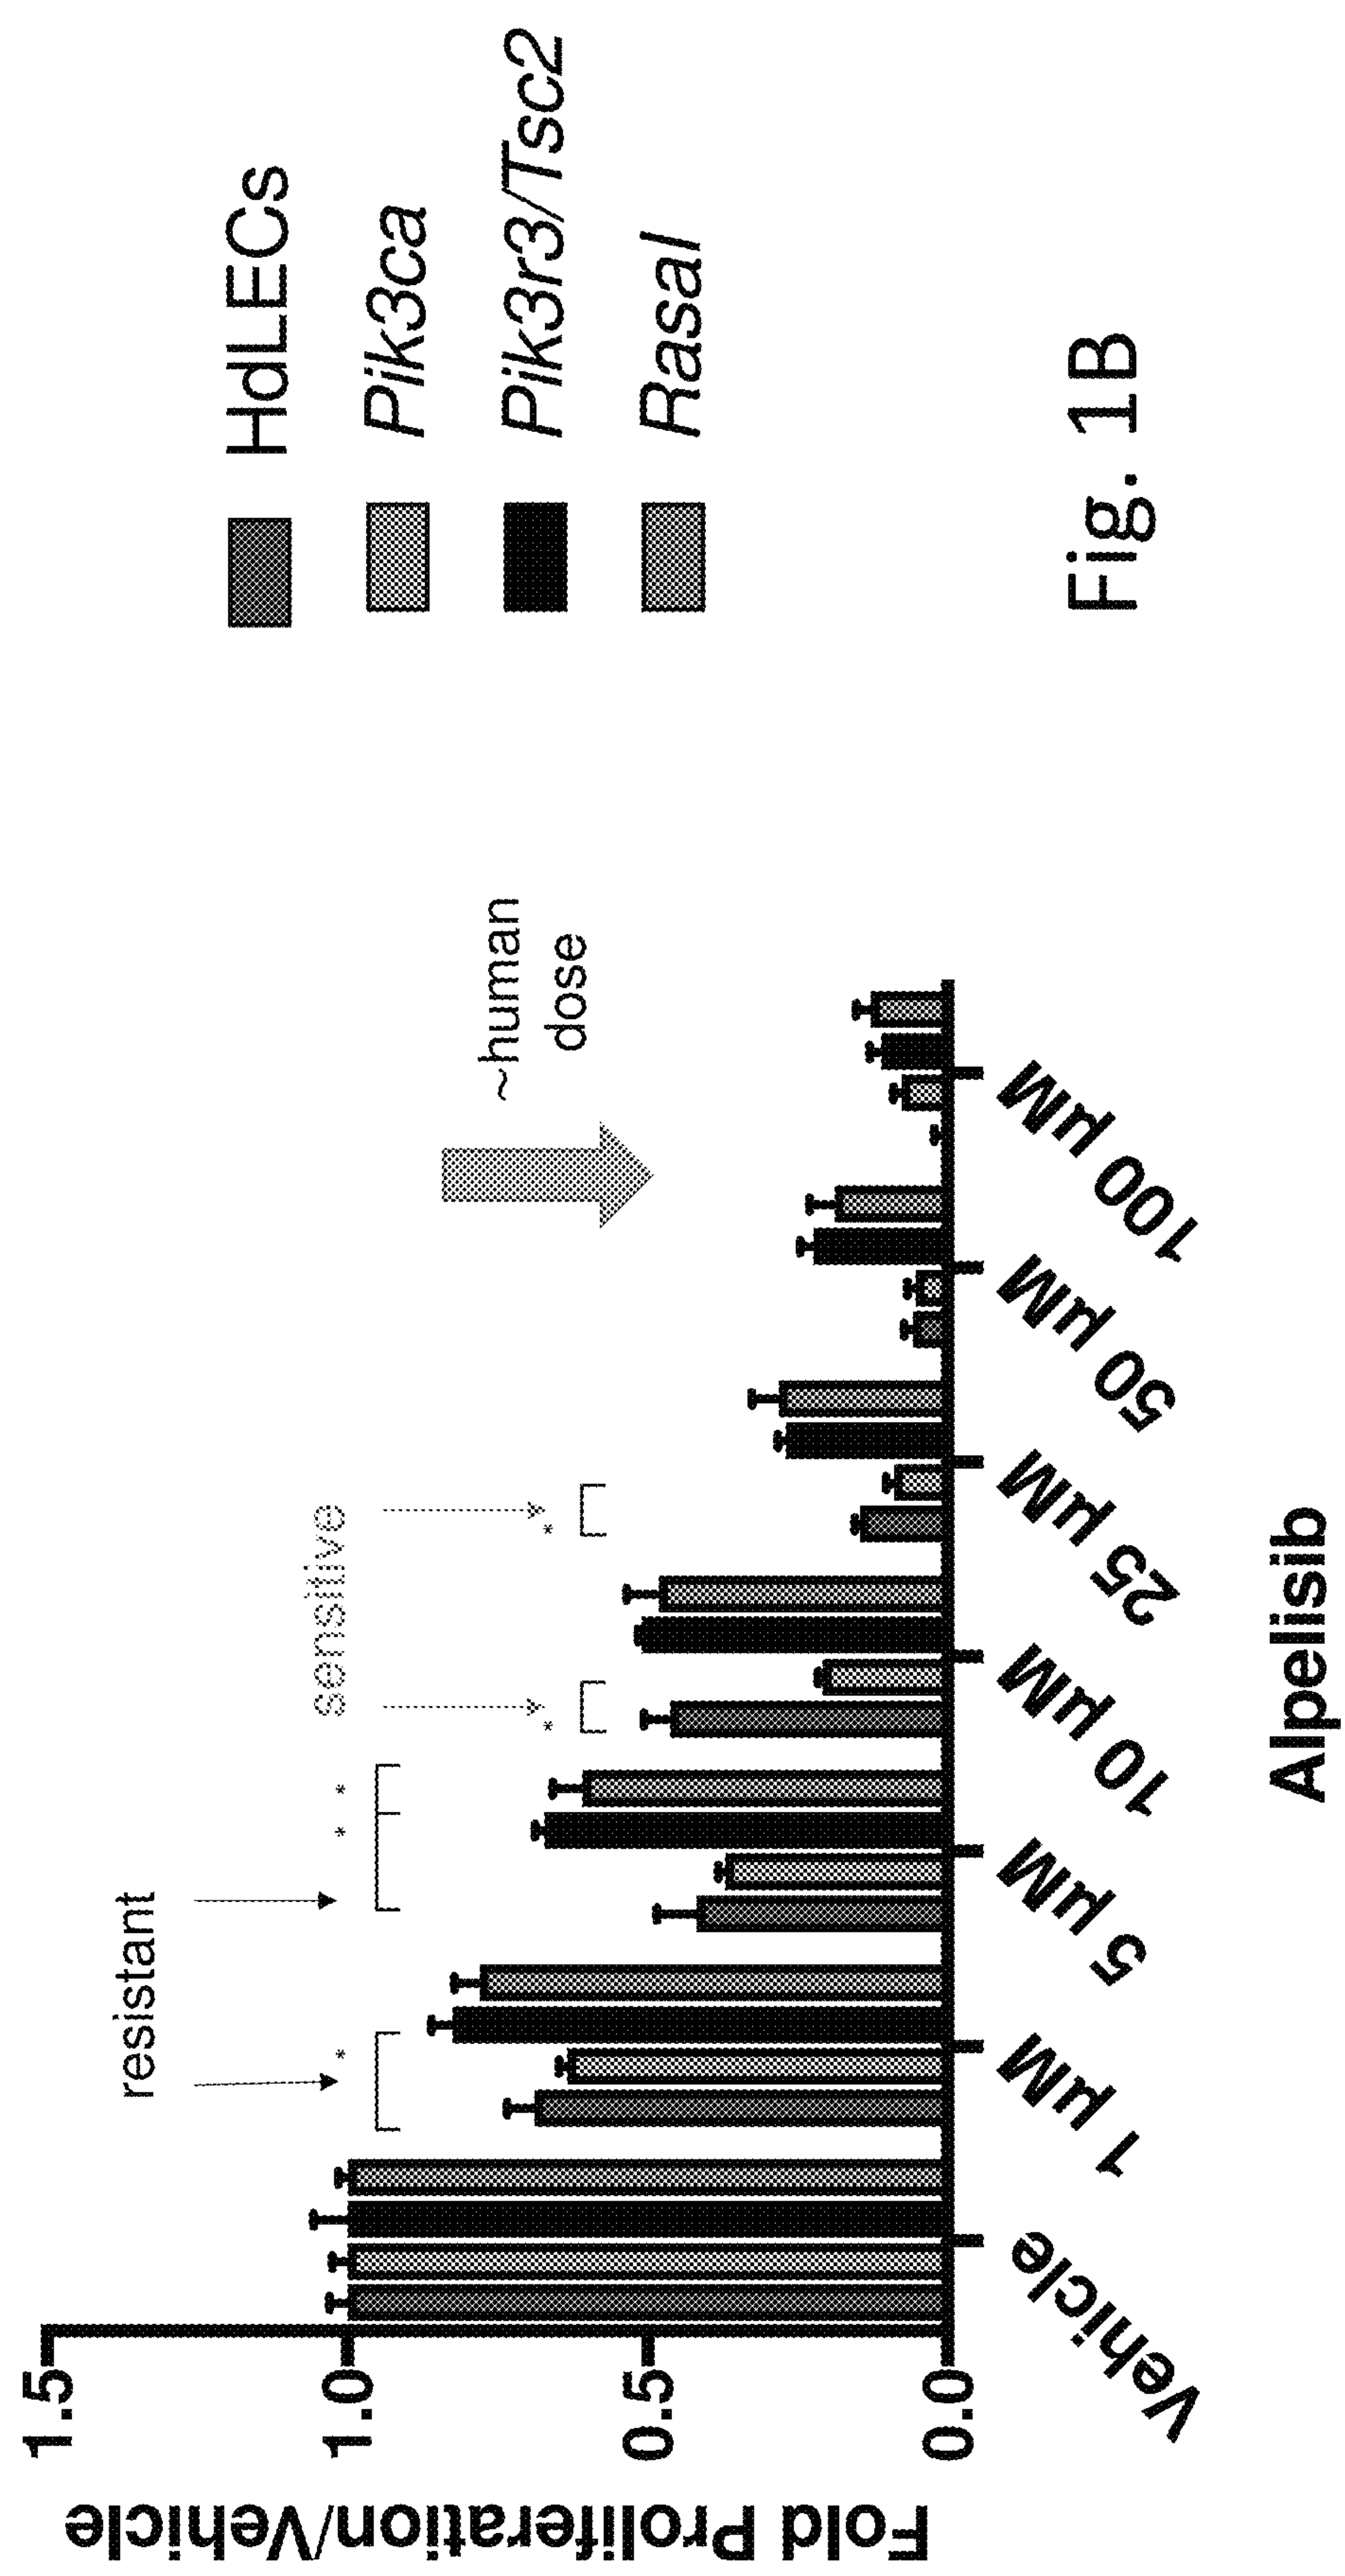 Fold Proliferation/Vehicle
1.5
1.0
0.5
0.0
resistant
sensitive
~human
dose
*
* *
*
*
Vehicle
1 µM
5 µM
10 µM
25 µM
50 µM
100 µM
Alpelisib
HdLECs
Pik3ca
Pik3r3/Tsc2
Rasal
Fig. 1B